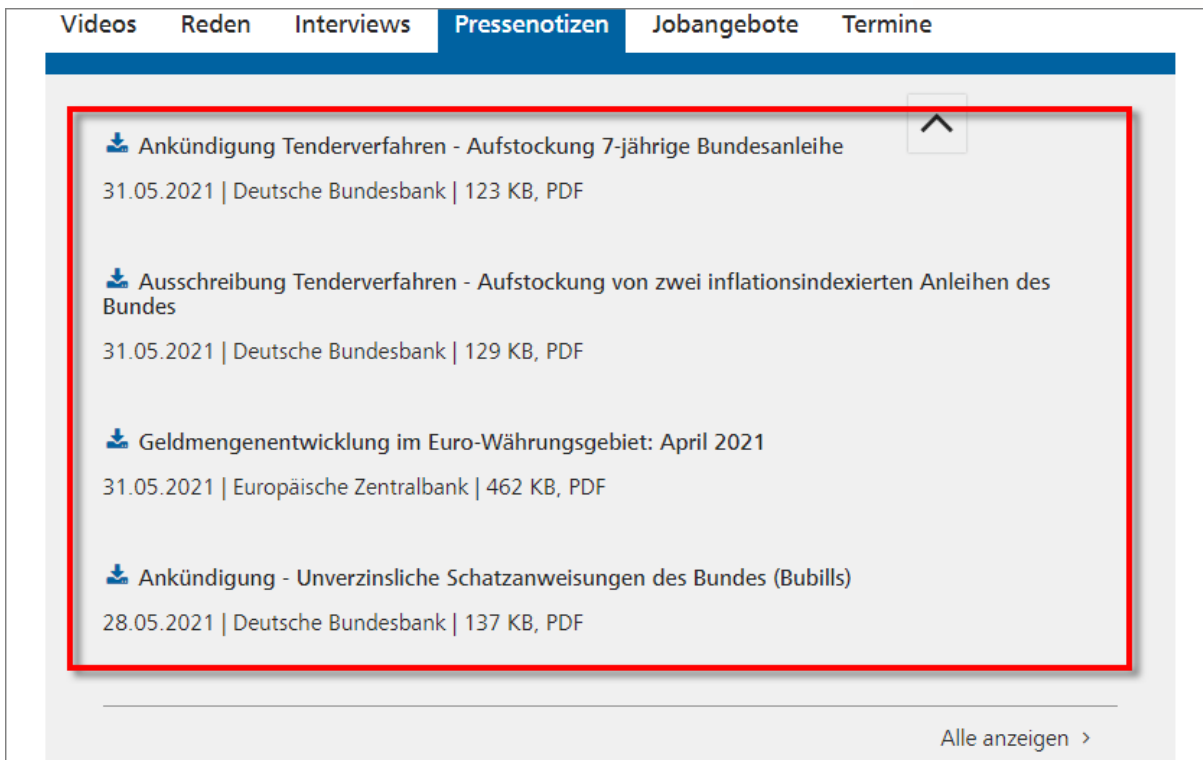 Videos Reden Interviews Pressenotizen Jobangebote Termine
Ankündigung Tenderverfahren - Aufstockung 7-jährige Bundesanleihe
31.05.2021 | Deutsche Bundesbank | 123 KB, PDF
Ausschreibung Tenderverfahren - Aufstockung von zwei inflationsindexierten Anleihen des
Bundes
31.05.2021 | Deutsche Bundesbank | 129 KB, PDF
Geldmengenentwicklung im Euro-Währungsgebiet: April 2021
31.05.2021 | Europäische Zentralbank | 462 KB, PDF
Ankündigung - Unverzinsliche Schatzanweisungen des Bundes (Bubills)
28.05.2021 | Deutsche Bundesbank | 137 KB, PDF
Alle anzeigen >